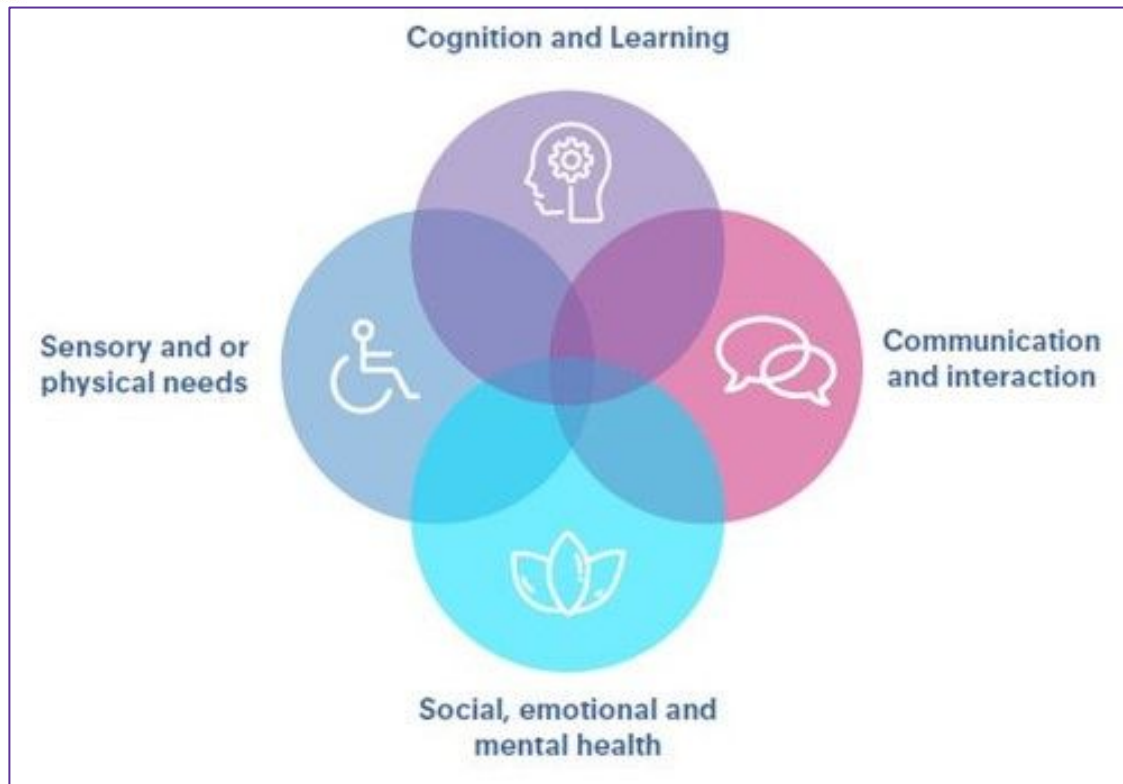 Cognition and Learning
Sensory and or
physical needs
Communication
and interaction
Social, emotional and
mental health